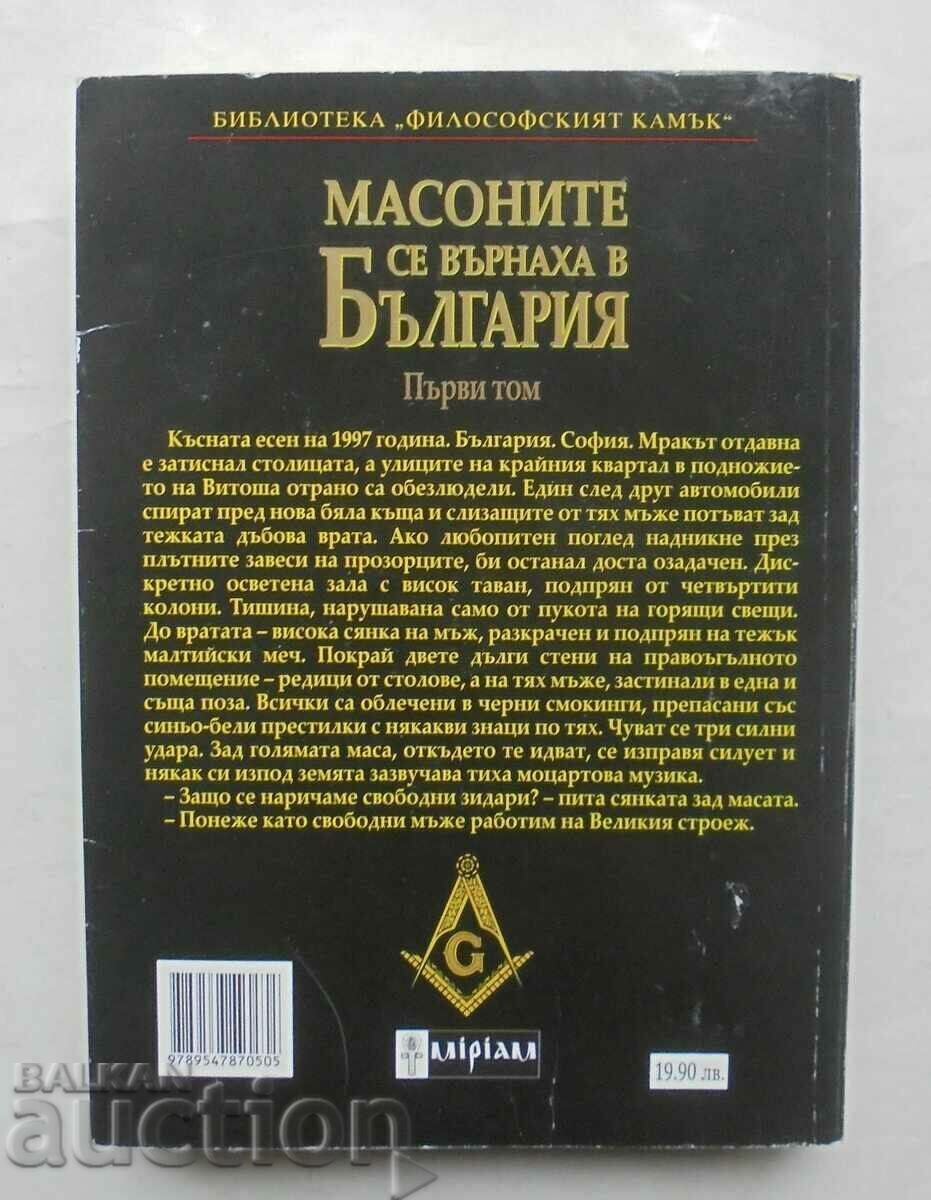 БИБЛИОТЕКА „ФИЛОСОФСКИЯТ КАМЪК“
МАСОНИТЕ
СЕ ВЪРНАХА В
БЪЛГАРИЯ
Първи том
Късната есен на 1997 година. България. София. Мракът отдавна
е затиснал столицата, а улиците на крайния квартал в подножие-
то на Витоша отрано са обезлюдели. Един след друг автомобили
спират пред нова бяла къща и слизащите от тях мъже потъват зад
тежката дъбова врата. Ако любопитен поглед надникне през
плътните завеси на прозорците, би останал доста озадачен. Дис-
кретно осветена зала с висок таван, подпрян от четвъртити
колони. Тишина, нарушавана само от пукота на горящи свещи.
До вратата – висока сянка на мъж, разкрачен и подпрян на тежък
малтийски меч. Покрай двете дълги стени на правоъгълното
помещение – редици от столове, а на тях мъже, застинали в една и
съща поза. Всички са облечени в черни смокинги, препасани със
синьо-бели престилки с някакви знаци по тях. Чуват се три силни
удара. Зад голямата маса, откъдето те идват, се изправя силует и
някак си изпод земята зазвучава тиха моцартова музика.
– Защо се наричаме свободни зидари? – пита сянката зад масата.
– Понеже като свободни мъже работим на Великия строеж.
G
9789547870505
міріам
19.90 лв.
BALKAN
auction